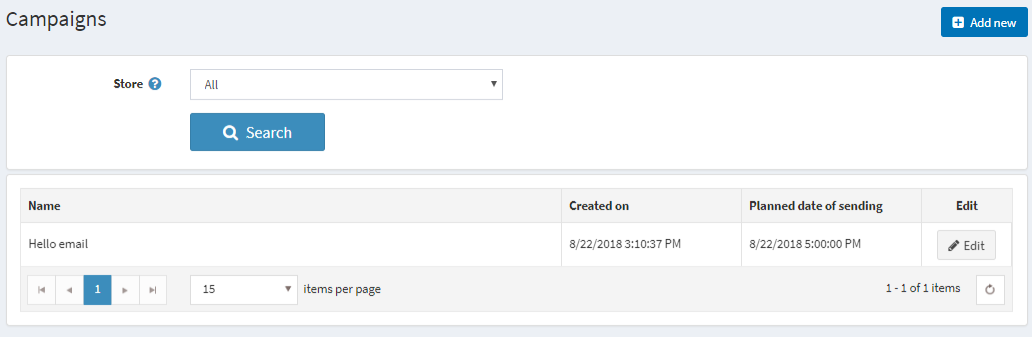 Campaigns
Add new
Store ?
All
Search
Name Created on Planned date of sending Edit
Hello email 8/22/2018 3:10:37 PM 8/22/2018 5:00:00 PM Edit
1 15 items per page 1 - 1 of 1 items